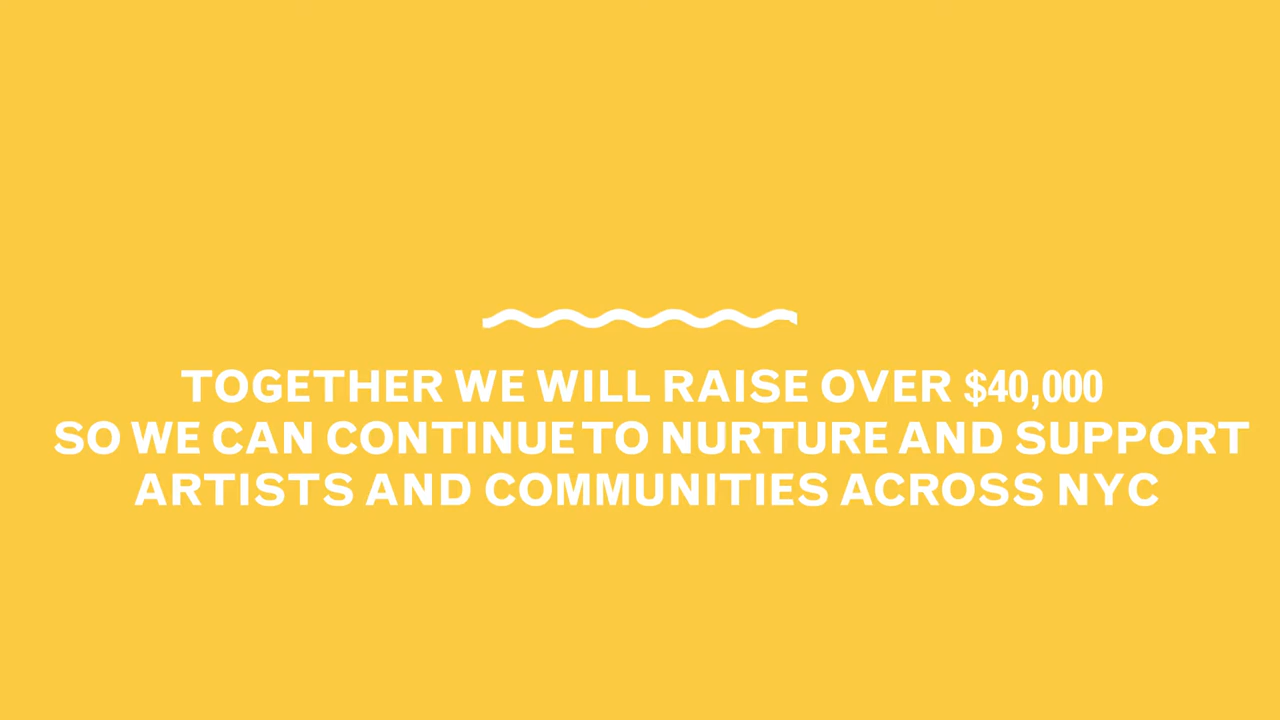 TOGETHER WE WILL RAISE OVER $40,000
SO WE CAN CONTINUE TO NURTURE AND SUPPORT
ARTISTS AND COMMUNITIES ACROSS NYC